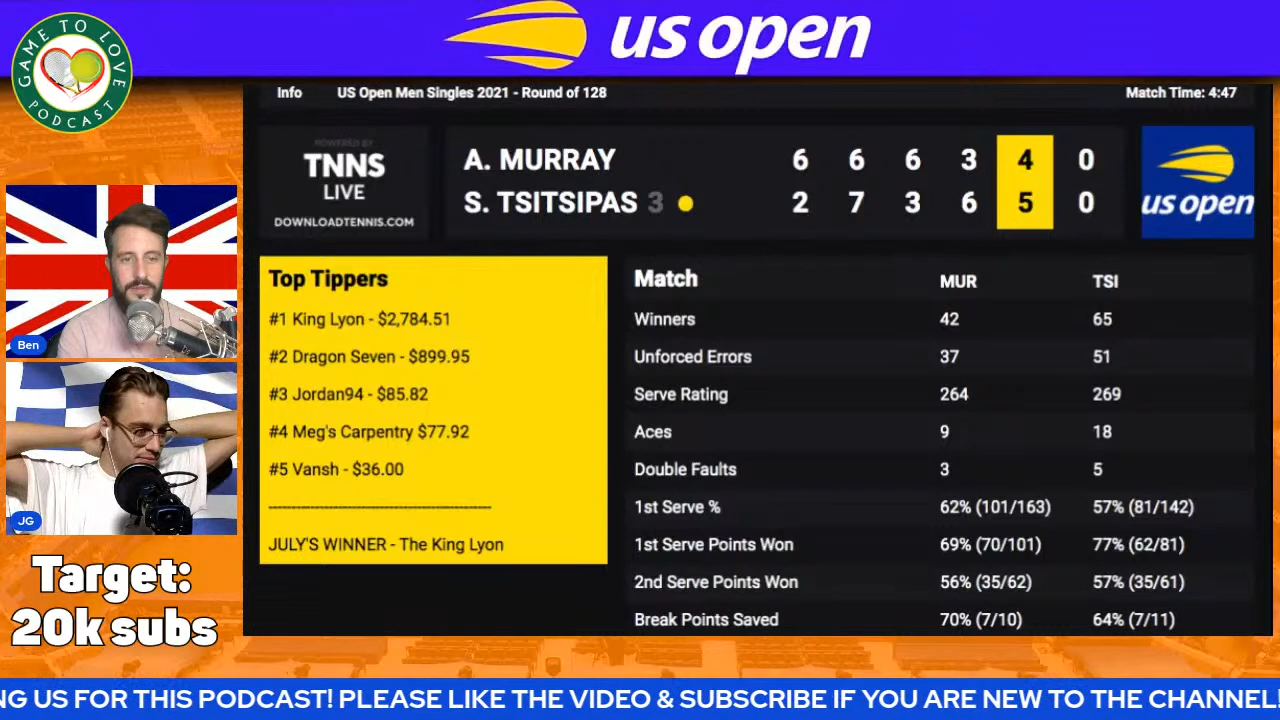 GAME TO LOVE
PODCAST
us open
Info US Open Men Singles 2021 - Round of 128 Match Time: 4:47
POWERED BY
TNNS
LIVE
DOWNLOADTENNIS.COM
A. MURRAY 6 6 6 3 4 0
S. TSITSIPAS 3 2 7 3 6 5 0
us open
Ben
JG
Target:
20k subs
Top Tippers
#1 King Lyon - $2,784.51
#2 Dragon Seven - $899.95
#3 Jordan94 - $85.82
#4 Meg's Carpentry $77.92
#5 Vansh - $36.00
--------------------------------------------
JULY'S WINNER - The King Lyon
Match MUR TSI
Winners 42 65
Unforced Errors 37 51
Serve Rating 264 269
Aces 9 18
Double Faults 3 5
1st Serve % 62% (101/163) 57% (81/142)
1st Serve Points Won 69% (70/101) 77% (62/81)
2nd Serve Points Won 56% (35/62) 57% (35/61)
Break Points Saved 70% (7/10) 64% (7/11)
NG US FOR THIS PODCAST! PLEASE LIKE THE VIDEO & SUBSCRIBE IF YOU ARE NEW TO THE CHANNEL!